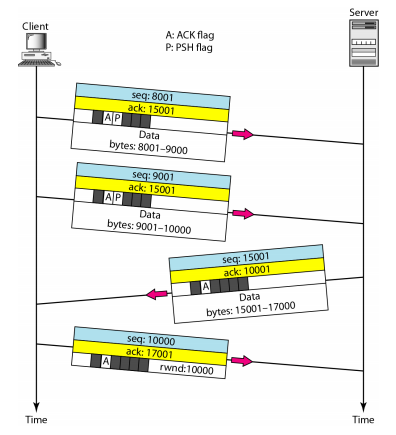 Client
Server
A: ACK flag
P: PSH flag
seq: 8001
ack: 15001
A P
Data
bytes: 8001–9000
seq: 9001
ack: 15001
A P
Data
bytes: 9001–10000
seq: 15001
ack: 10001
A
Data
bytes: 15001–17000
seq: 10000
ack: 17001
A rwnd:10000
Time
Time